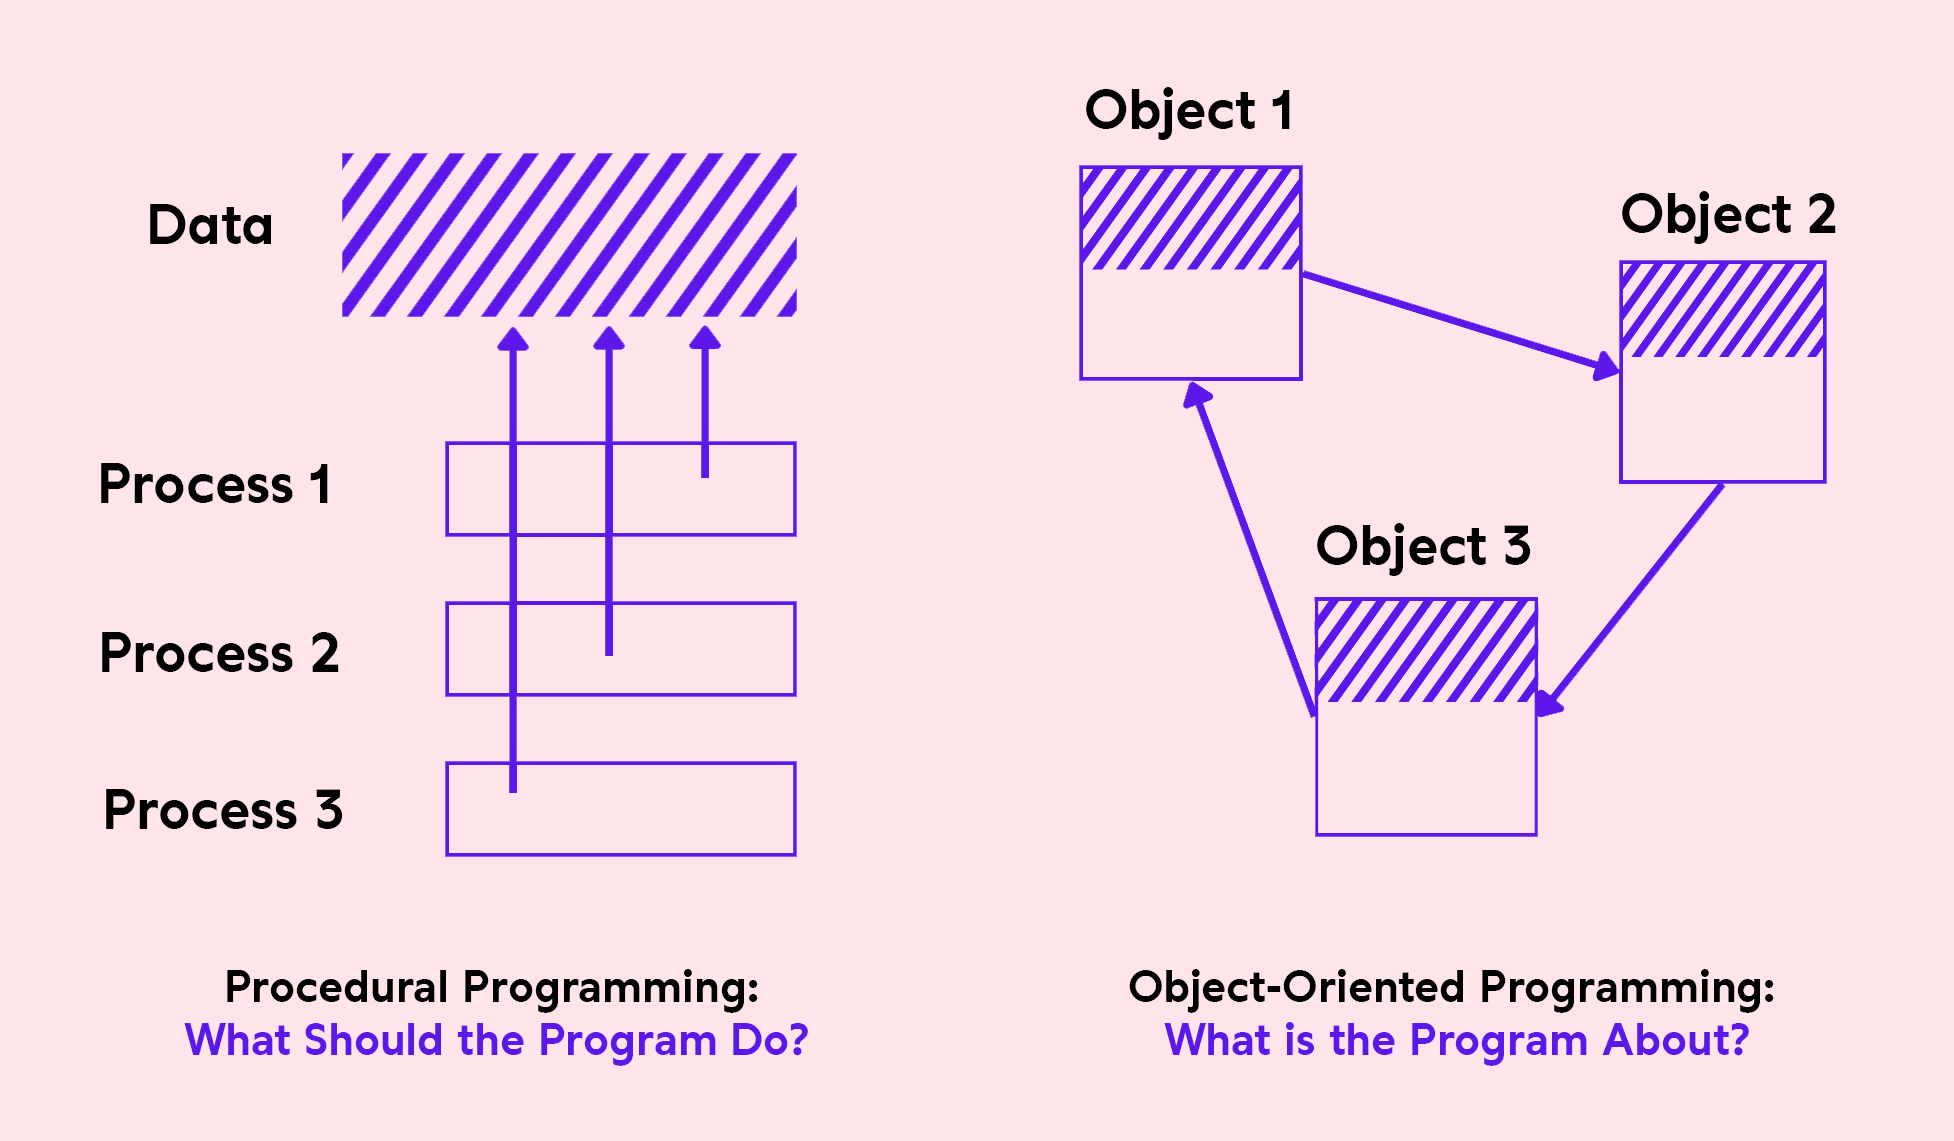 Data
Process 1
Process 2
Process 3
Procedural Programming:
What Should the Program Do?
Object 1
Object 2
Object 3
Object-Oriented Programming:
What is the Program About?